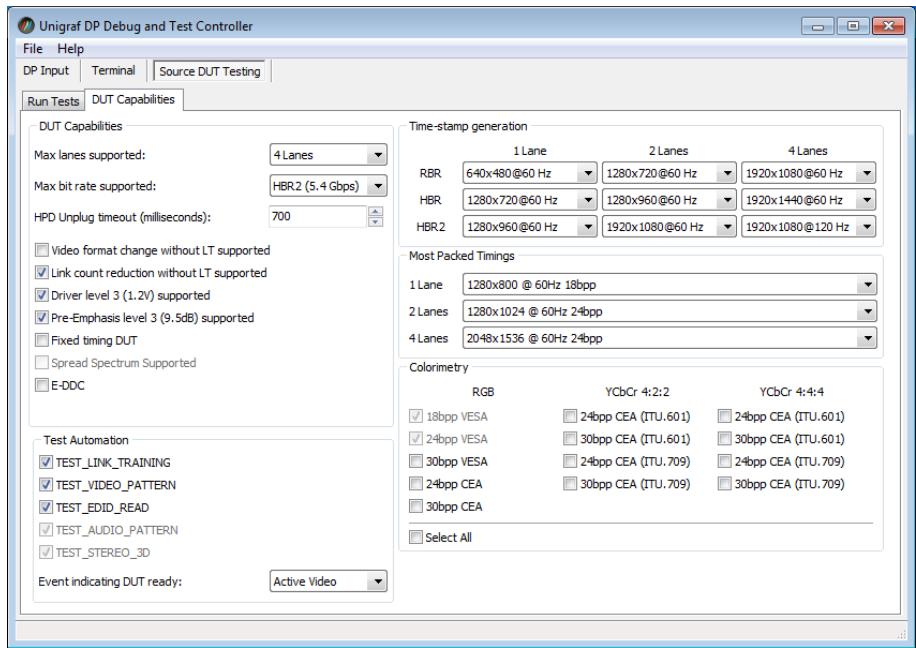 Unigraf DP Debug and Test Controller
File Help
DP Input Terminal Source DUT Testing
Run Tests DUT Capabilities
DUT Capabilities
Max lanes supported: 4 Lanes
Max bit rate supported: HBR2 (5.4 Gbps)
HPD Unplug timeout (milliseconds): 700
Video format change without LT supported
Link count reduction without LT supported
Driver level 3 (1.2V) supported
Pre-Emphasis level 3 (9.5dB) supported
Fixed timing DUT
Spread Spectrum Supported
E-DDC
Test Automation
TEST_LINK_TRAINING
TEST_VIDEO_PATTERN
TEST_EDID_READ
TEST_AUDIO_PATTERN
TEST_STEREO_3D
Event indicating DUT ready: Active Video
Time-stamp generation
1 Lane 2 Lanes 4 Lanes
RBR 640x480@60 Hz 1280x720@60 Hz 1920x1080@60 Hz
HBR 1280x720@60 Hz 1280x960@60 Hz 1920x1440@60 Hz
HBR2 1280x960@60 Hz 1920x1080@60 Hz 1920x1080@120 Hz
Most Packed Timings
1 Lane 1280x800 @ 60Hz 18bpp
2 Lanes 1280x1024 @ 60Hz 24bpp
4 Lanes 2048x1536 @ 60Hz 24bpp
Colorimetry
RGB YCbCr 4:2:2 YCbCr 4:4:4
18bpp VESA 24bpp CEA (ITU.601) 24bpp CEA (ITU.601)
24bpp VESA 30bpp CEA (ITU.601) 30bpp CEA (ITU.601)
30bpp VESA 24bpp CEA (ITU.709) 24bpp CEA (ITU.709)
24bpp CEA 30bpp CEA (ITU.709) 30bpp CEA (ITU.709)
30bpp CEA
Select All